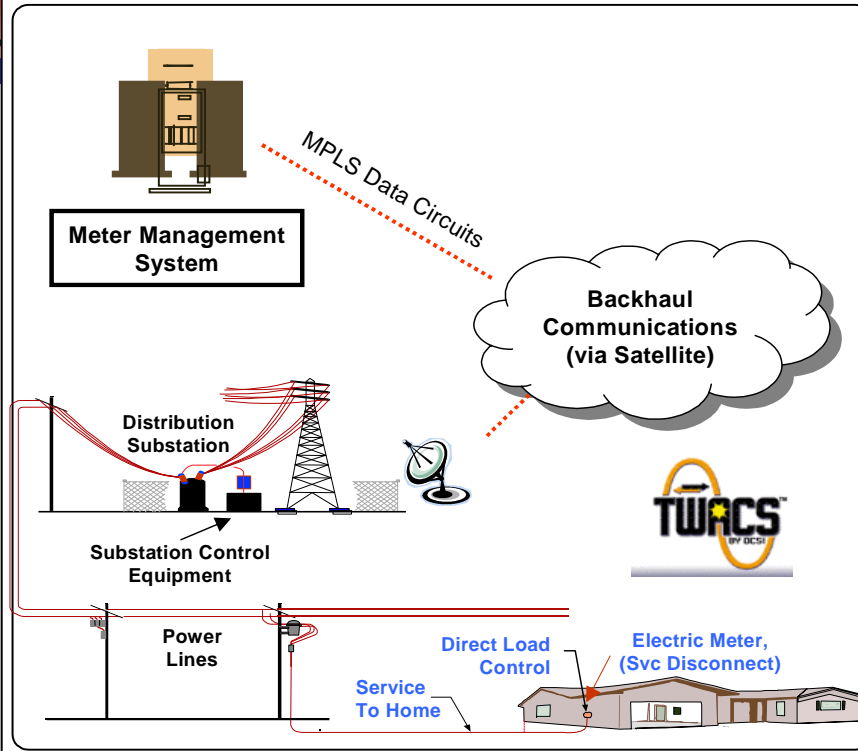 MPLS Data Circuits
Meter Management
System
Backhaul
Communications
(via Satellite)
Distribution
Substation
TWACS™
BY DCSI
Substation Control
Equipment
Power
Lines
Direct Load
Control
Electric Meter,
(Svc Disconnect)
Service
To Home